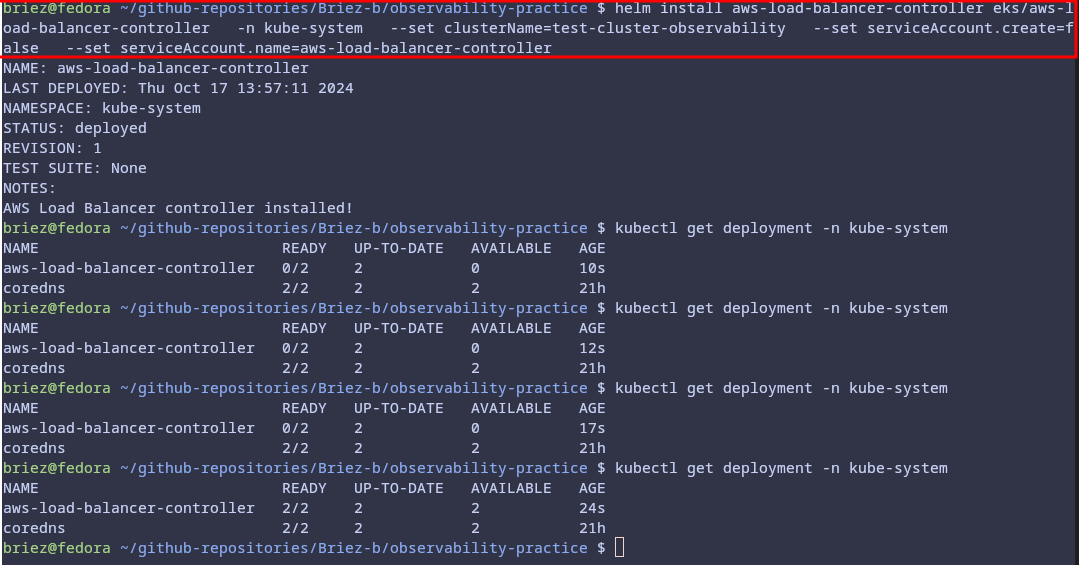 briez@fedora ~/github-repositories/Briez-b/observability-practice $ helm install aws-load-balancer-controller eks/aws-l
oad-balancer-controller   -n kube-system   --set clusterName=test-cluster-observability   --set serviceAccount.create=f
alse   --set serviceAccount.name=aws-load-balancer-controller
NAME: aws-load-balancer-controller
LAST DEPLOYED: Thu Oct 17 13:57:11 2024
NAMESPACE: kube-system
STATUS: deployed
REVISION: 1
TEST SUITE: None
NOTES:
AWS Load Balancer controller installed!
briez@fedora ~/github-repositories/Briez-b/observability-practice $ kubectl get deployment -n kube-system
NAME                           READY   UP-TO-DATE   AVAILABLE   AGE
aws-load-balancer-controller   0/2     2            0           10s
coredns                        2/2     2            2           21h
briez@fedora ~/github-repositories/Briez-b/observability-practice $ kubectl get deployment -n kube-system
NAME                           READY   UP-TO-DATE   AVAILABLE   AGE
aws-load-balancer-controller   0/2     2            0           12s
coredns                        2/2     2            2           21h
briez@fedora ~/github-repositories/Briez-b/observability-practice $ kubectl get deployment -n kube-system
NAME                           READY   UP-TO-DATE   AVAILABLE   AGE
aws-load-balancer-controller   0/2     2            0           17s
coredns                        2/2     2            2           21h
briez@fedora ~/github-repositories/Briez-b/observability-practice $ kubectl get deployment -n kube-system
NAME                           READY   UP-TO-DATE   AVAILABLE   AGE
aws-load-balancer-controller   2/2     2            2           24s
coredns                        2/2     2            2           21h
briez@fedora ~/github-repositories/Briez-b/observability-practice $